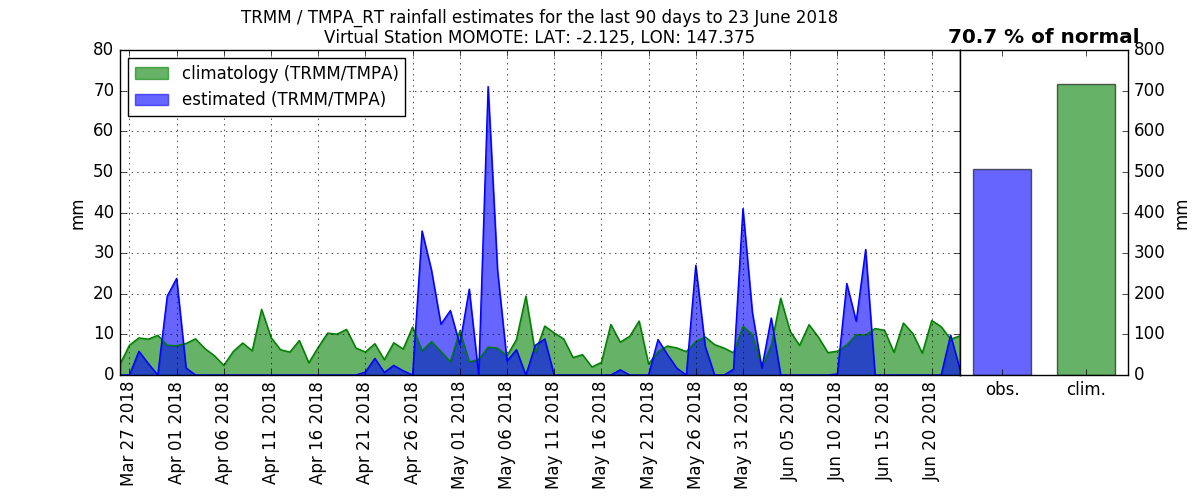 TRMM / TMPA_RT rainfall estimates for the last 90 days to 23 June 2018
Virtual Station MOMOTE: LAT: -2.125, LON: 147.375
70.7 % of normal
climatology (TRMM/TMPA)
estimated (TRMM/TMPA)
mm
80
70
60
50
40
30
20
10
0
Mar 27 2018
Apr 01 2018
Apr 06 2018
Apr 11 2018
Apr 16 2018
Apr 21 2018
Apr 26 2018
May 01 2018
May 06 2018
May 11 2018
May 16 2018
May 21 2018
May 26 2018
May 31 2018
Jun 05 2018
Jun 10 2018
Jun 15 2018
Jun 20 2018
obs.
clim.
800
700
600
500
400
300
200
100
0
mm